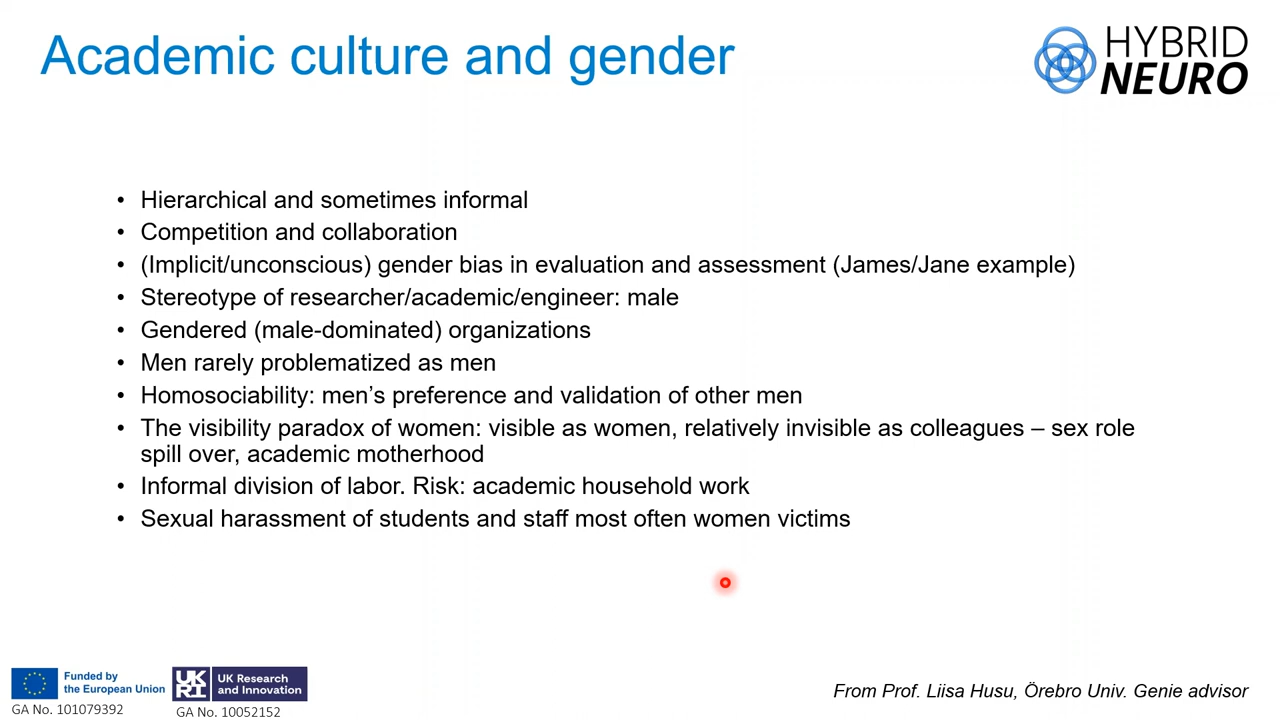 Academic culture and gender
HYBRID
NEURO
• Hierarchical and sometimes informal
• Competition and collaboration
• (Implicit/unconscious) gender bias in evaluation and assessment (James/Jane example)
• Stereotype of researcher/academic/engineer: male
• Gendered (male-dominated) organizations
• Men rarely problematized as men
• Homosociability: men’s preference and validation of other men
• The visibility paradox of women: visible as women, relatively invisible as colleagues – sex role
spill over, academic motherhood
• Informal division of labor. Risk: academic household work
• Sexual harassment of students and staff most often women victims
Funded by
the European Union
GA No. 101079392
UK
RI
UK Research
and Innovation
GA No. 10052152
From Prof. Liisa Husu, Örebro Univ. Genie advisor